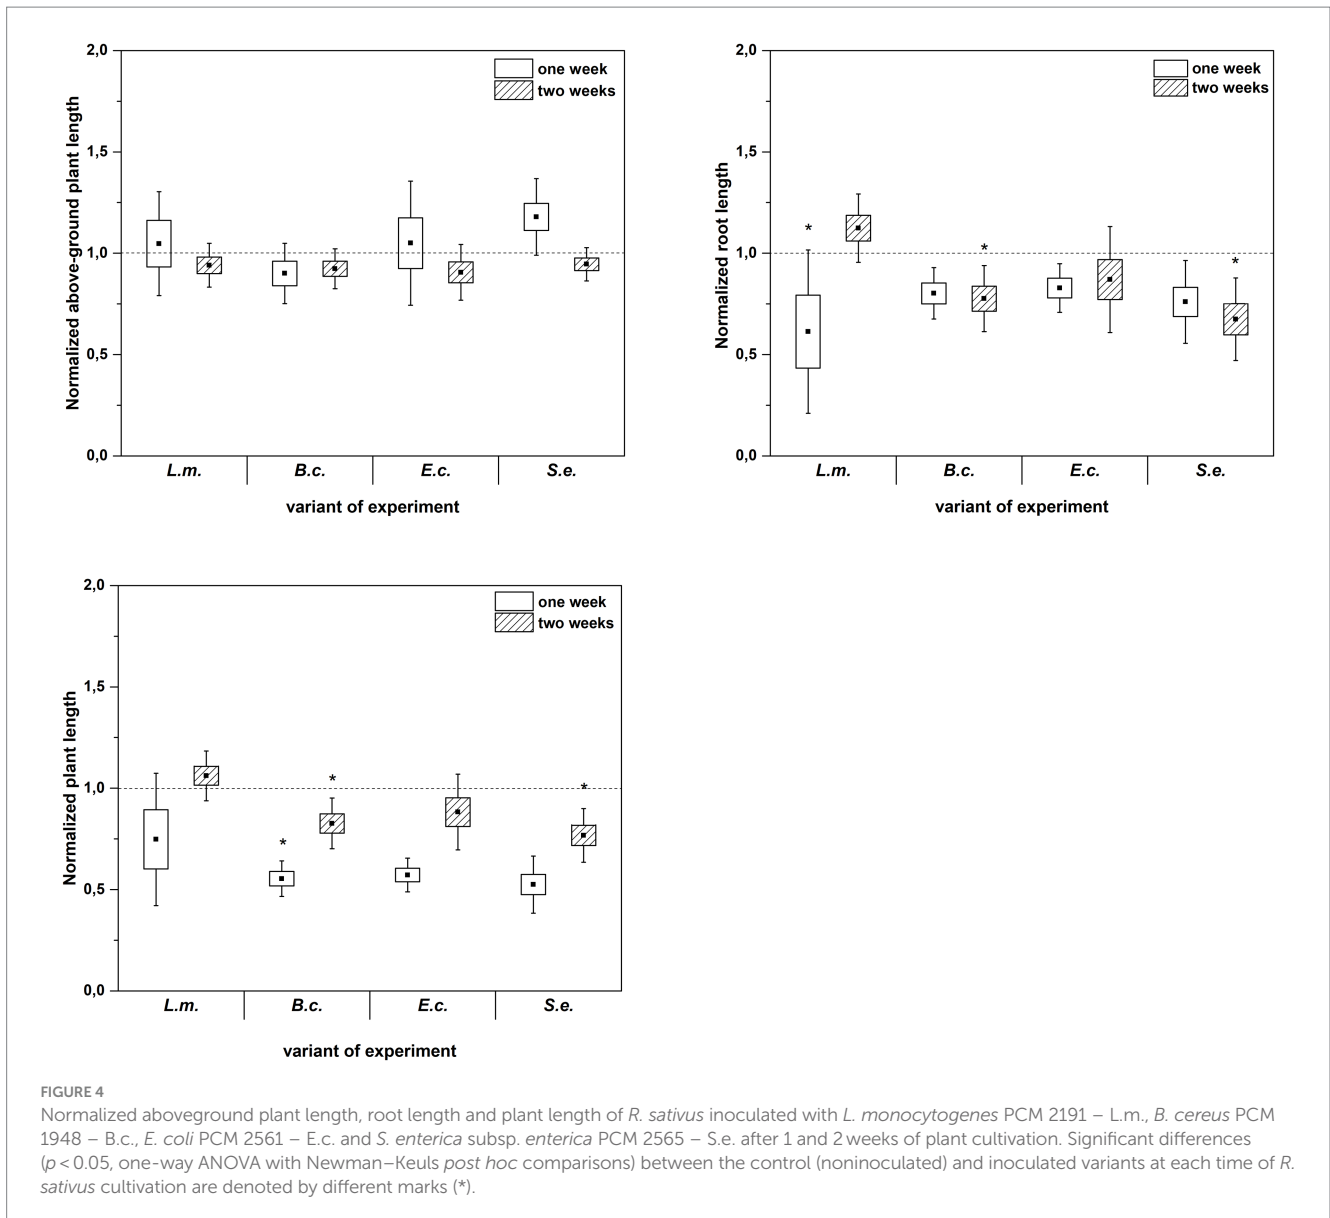 2,0
1,5
1,0
0,5
0,0
Normalized above-ground plant length
one week
two weeks
L.m.
B.c.
E.c.
S.e.
variant of experiment
2,0
1,5
1,0
0,5
0,0
Normalized root length
one week
two weeks
*
*
*
L.m.
B.c.
E.c.
S.e.
variant of experiment
2,0
1,5
1,0
0,5
0,0
Normalized plant length
one week
two weeks
*
*
*
L.m.
B.c.
E.c.
S.e.
variant of experiment
FIGURE 4
Normalized aboveground plant length, root length and plant length of R. sativus inoculated with L. monocytogenes PCM 2191 – L.m., B. cereus PCM
1948 – B.c., E. coli PCM 2561 – E.c. and S. enterica subsp. enterica PCM 2565 – S.e. after 1 and 2 weeks of plant cultivation. Significant differences
(p < 0.05, one-way ANOVA with Newman–Keuls post hoc comparisons) between the control (noninoculated) and inoculated variants at each time of R.
sativus cultivation are denoted by different marks (*).